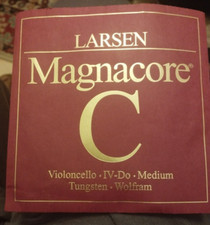 LARSEN
Magnacore®
C
Violoncello · IV-Do · Medium
Tungsten · Wolfram